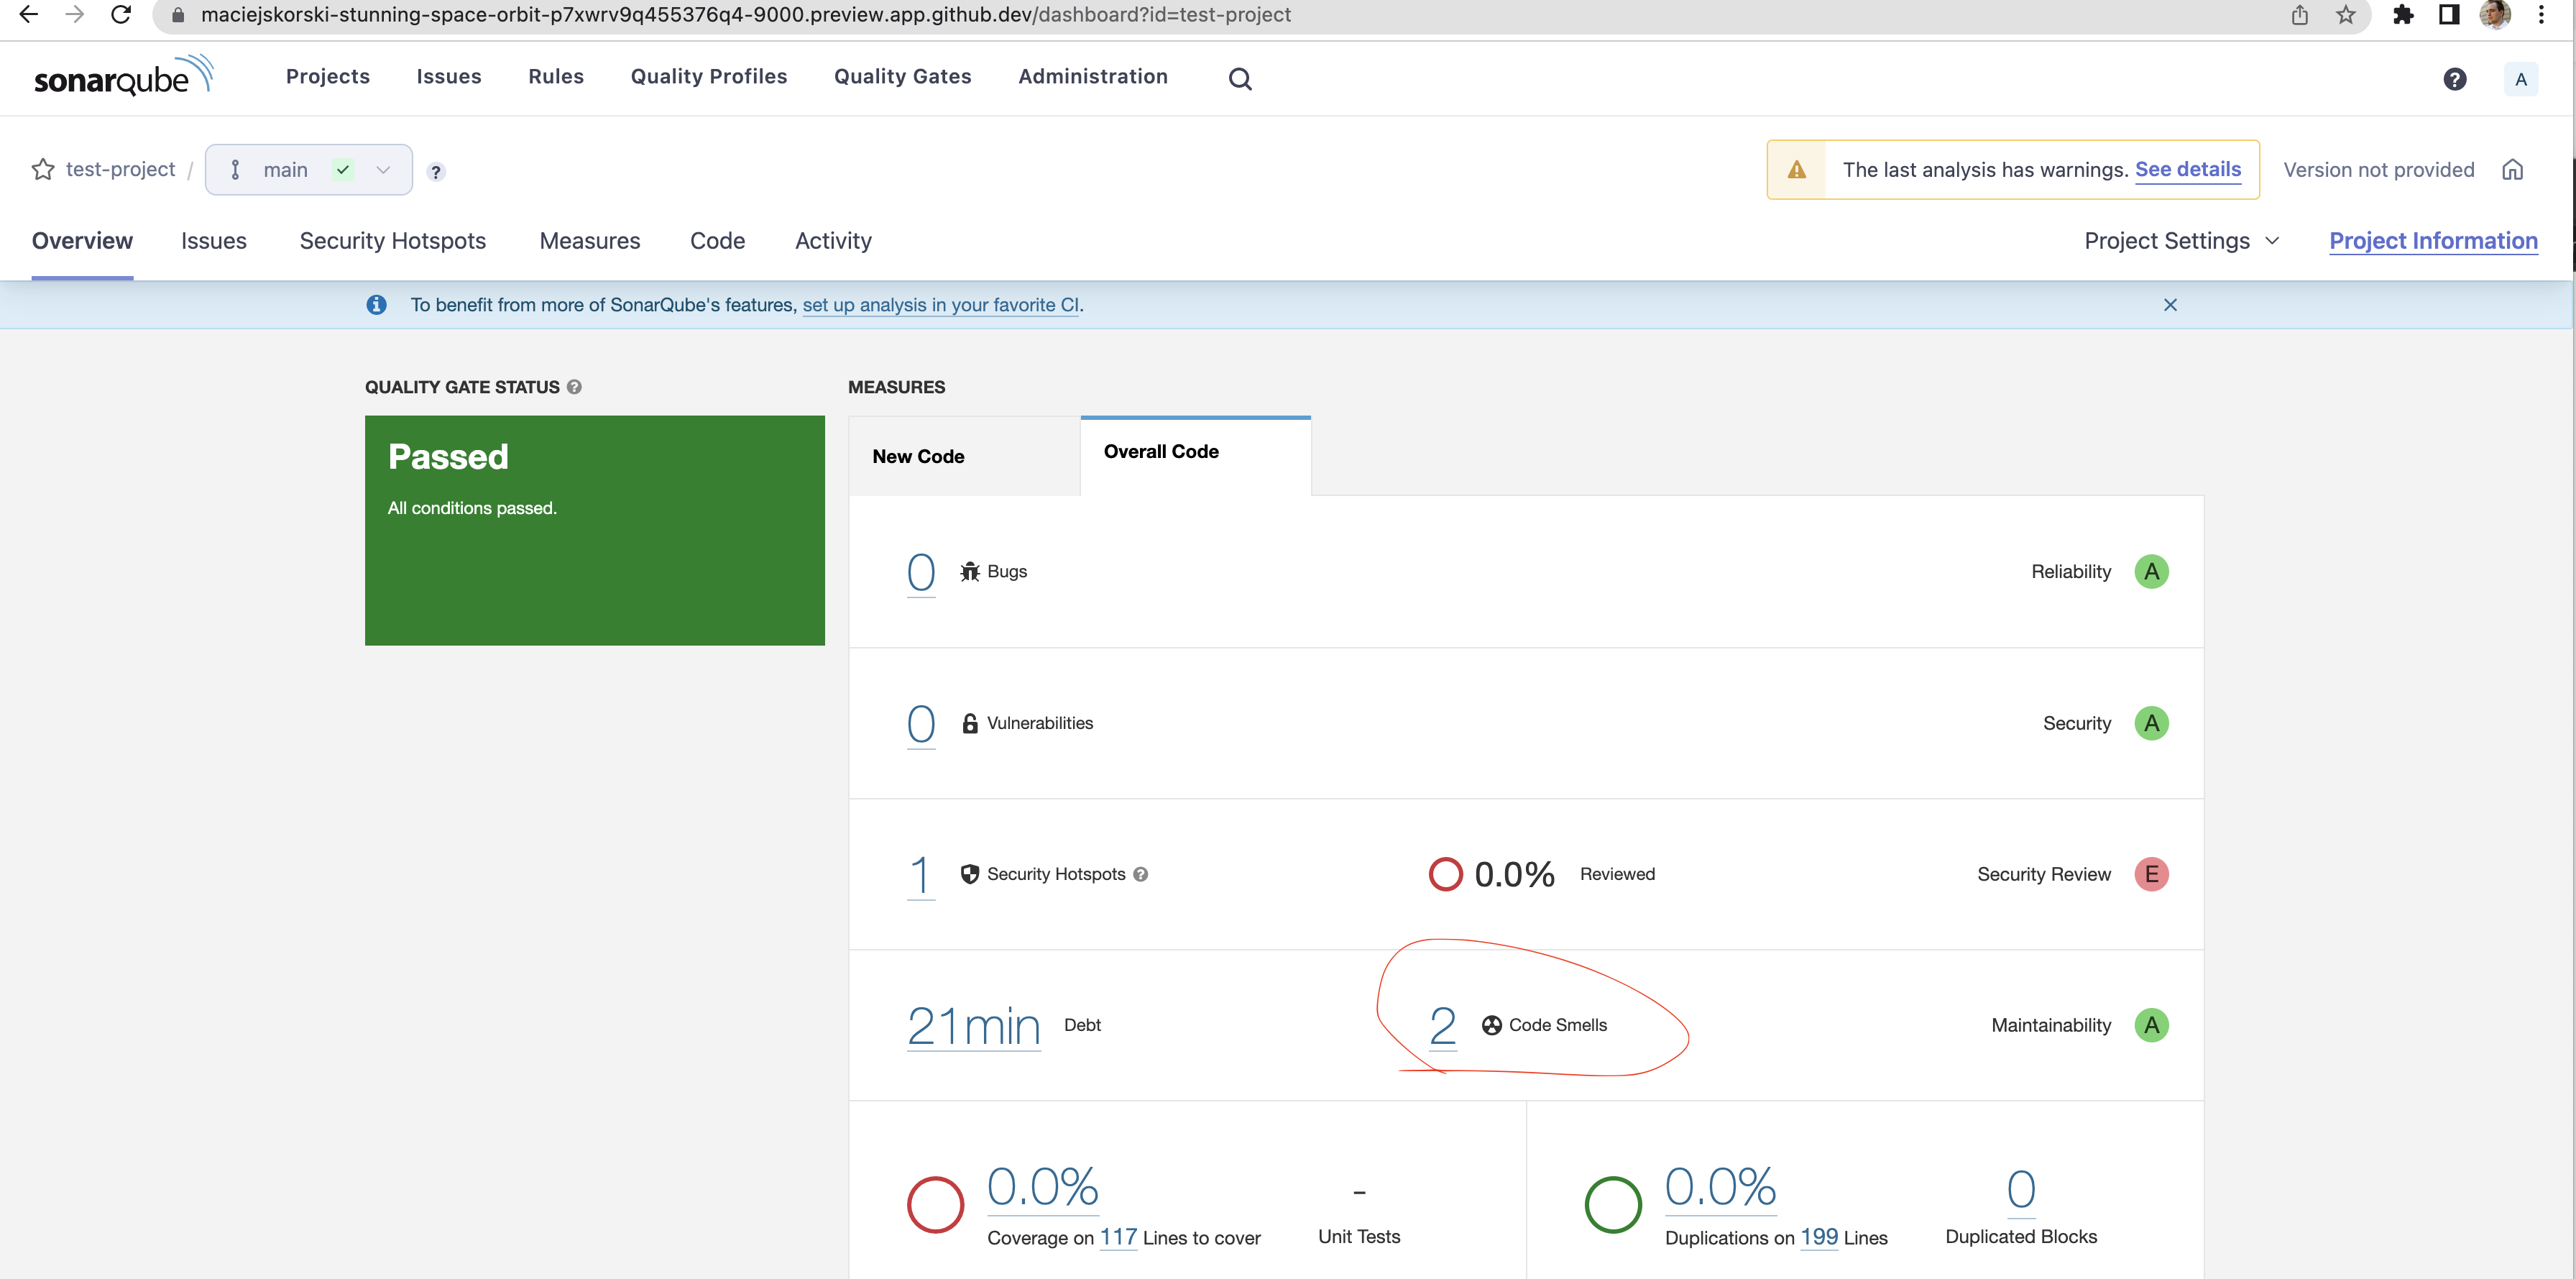 maciejskorski-stunning-space-orbit-p7xwrv9q455376q4-9000.preview.app.github.dev/dashboard?id=test-project
sonarqube Projects Issues Rules Quality Profiles Quality Gates Administration ? A
test-project / main ? The last analysis has warnings. See details Version not provided
Overview Issues Security Hotspots Measures Code Activity Project Settings Project Information
To benefit from more of SonarQube's features, set up analysis in your favorite CI.
QUALITY GATE STATUS ?
Passed
All conditions passed.
MEASURES
New Code Overall Code
0 Bugs Reliability A
0 Vulnerabilities Security A
1 Security Hotspots ? 0.0% Reviewed Security Review E
21min Debt 2 Code Smells Maintainability A
0.0% - 0.0% 0
Coverage on 117 Lines to cover Unit Tests Duplications on 199 Lines Duplicated Blocks